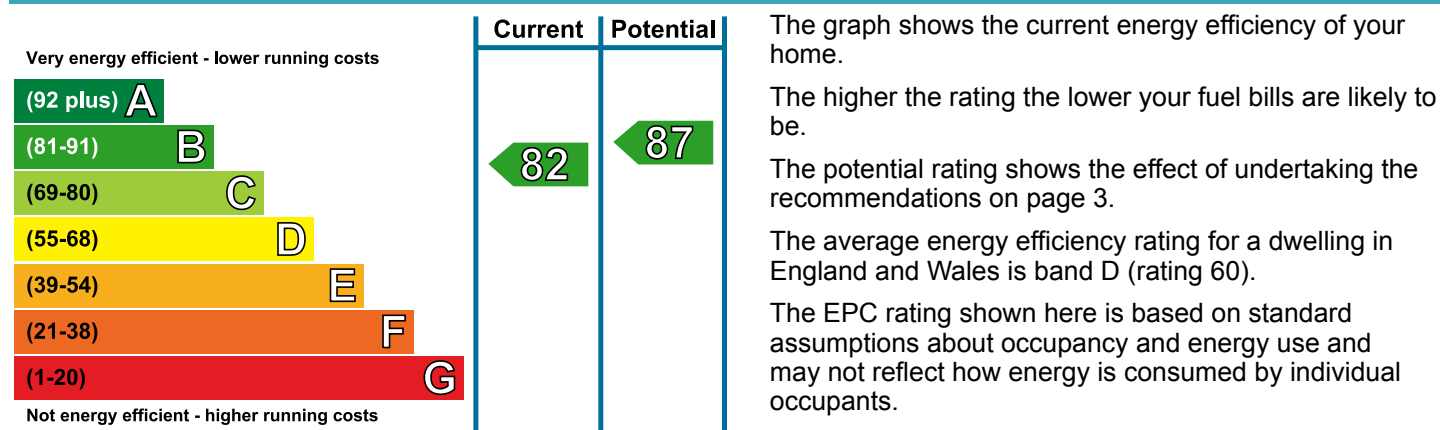 Current Potential
Very energy efficient - lower running costs
(92 plus) A
(81-91) B
(69-80) C
(55-68) D
(39-54) E
(21-38) F
(1-20) G
Not energy efficient - higher running costs
82
87
The graph shows the current energy efficiency of your
home.
The higher the rating the lower your fuel bills are likely to
be.
The potential rating shows the effect of undertaking the
recommendations on page 3.
The average energy efficiency rating for a dwelling in
England and Wales is band D (rating 60).
The EPC rating shown here is based on standard
assumptions about occupancy and energy use and
may not reflect how energy is consumed by individual
occupants.